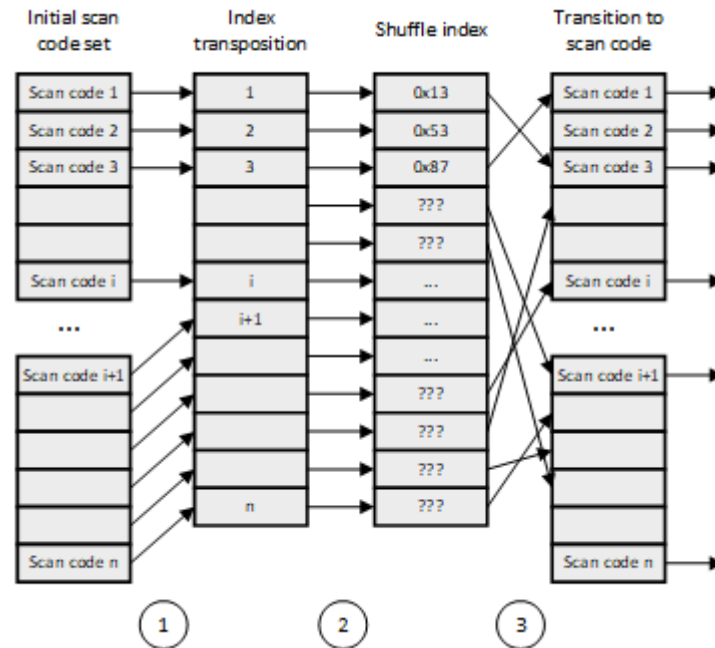 Initial scan
code set
Index
transposition
Shuffle index
Transition to
scan code
Scan code 1
1
0x13
Scan code 1
Scan code 2
2
0x53
Scan code 2
Scan code 3
3
0x87
Scan code 3
???
???
Scan code i
i
...
Scan code i
...
i+1
...
...
...
Scan code i+1
???
Scan code i+1
???
???
n
???
Scan code n
Scan code n
1
2
3